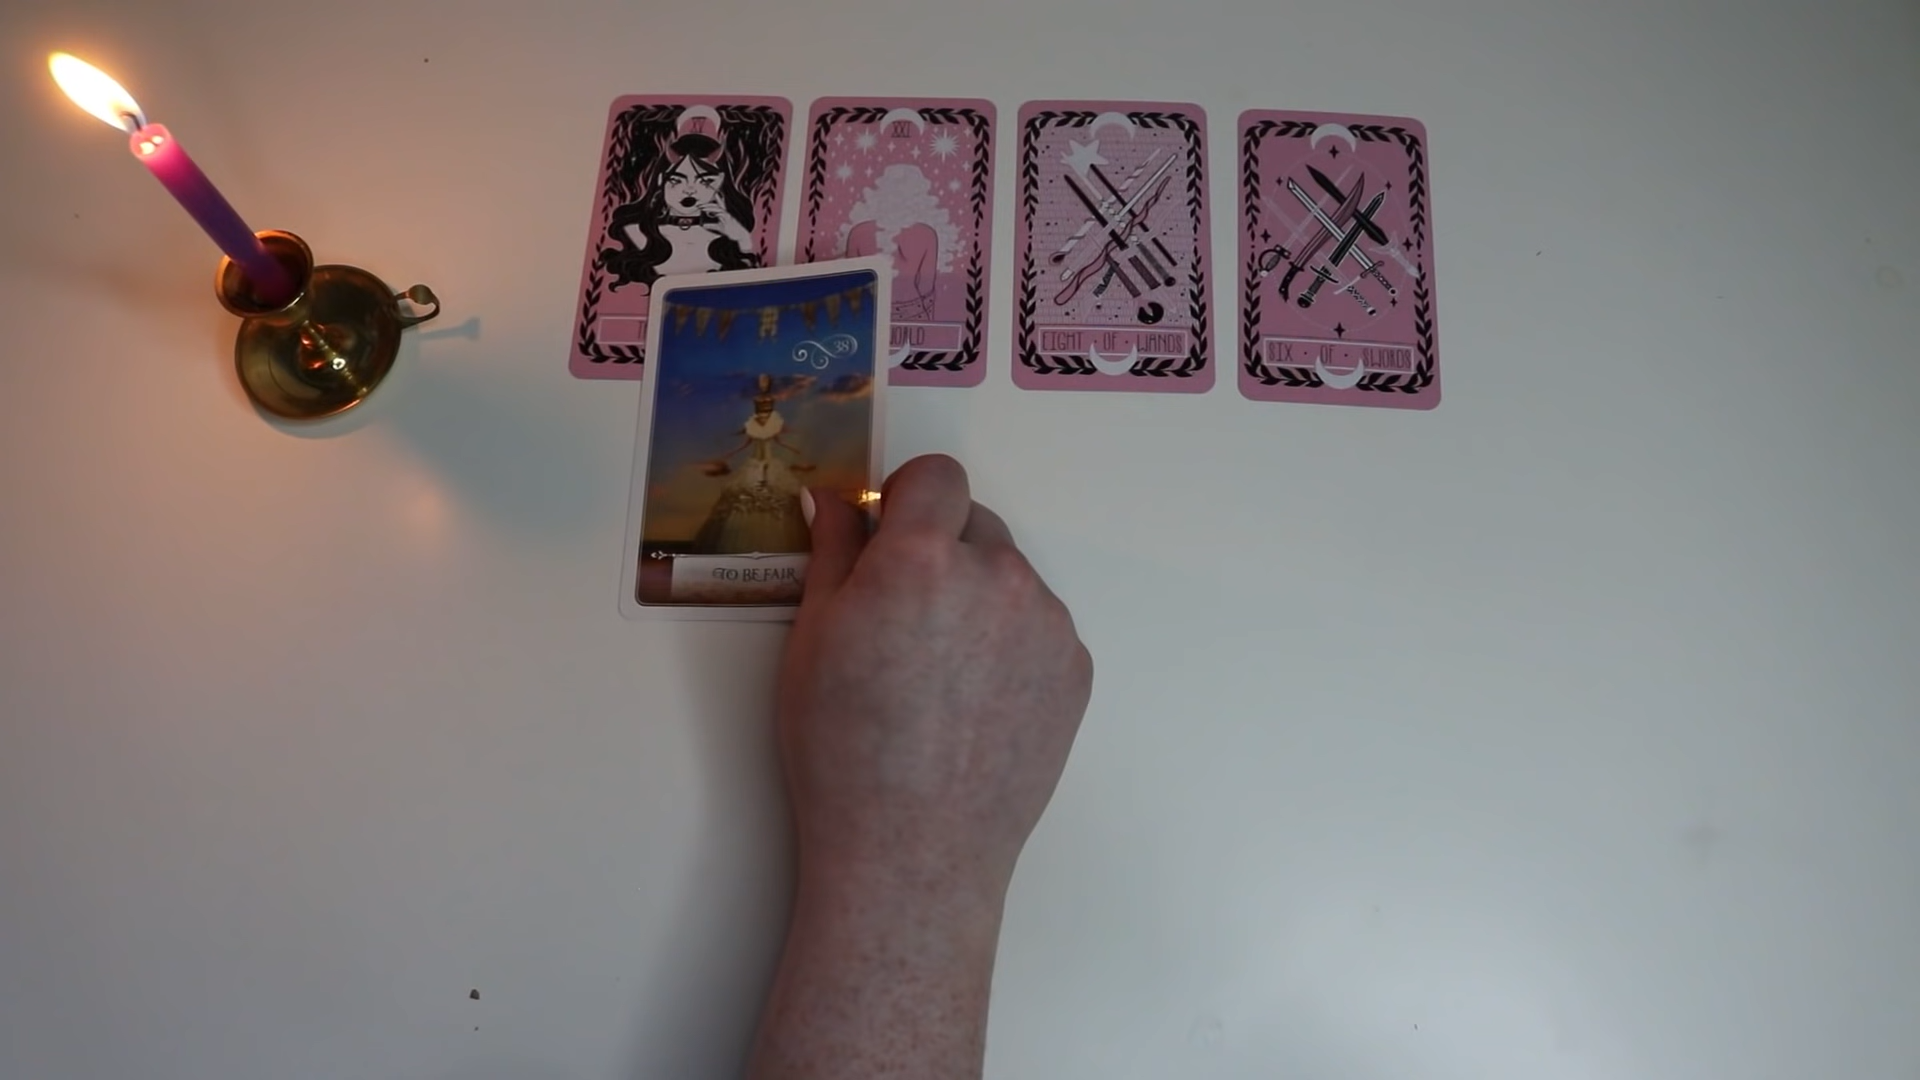 XV
XXI
T
WORLD
EIGHT · OF · WANDS
SIX · OF · SWORDS
38
TO BE FAIR